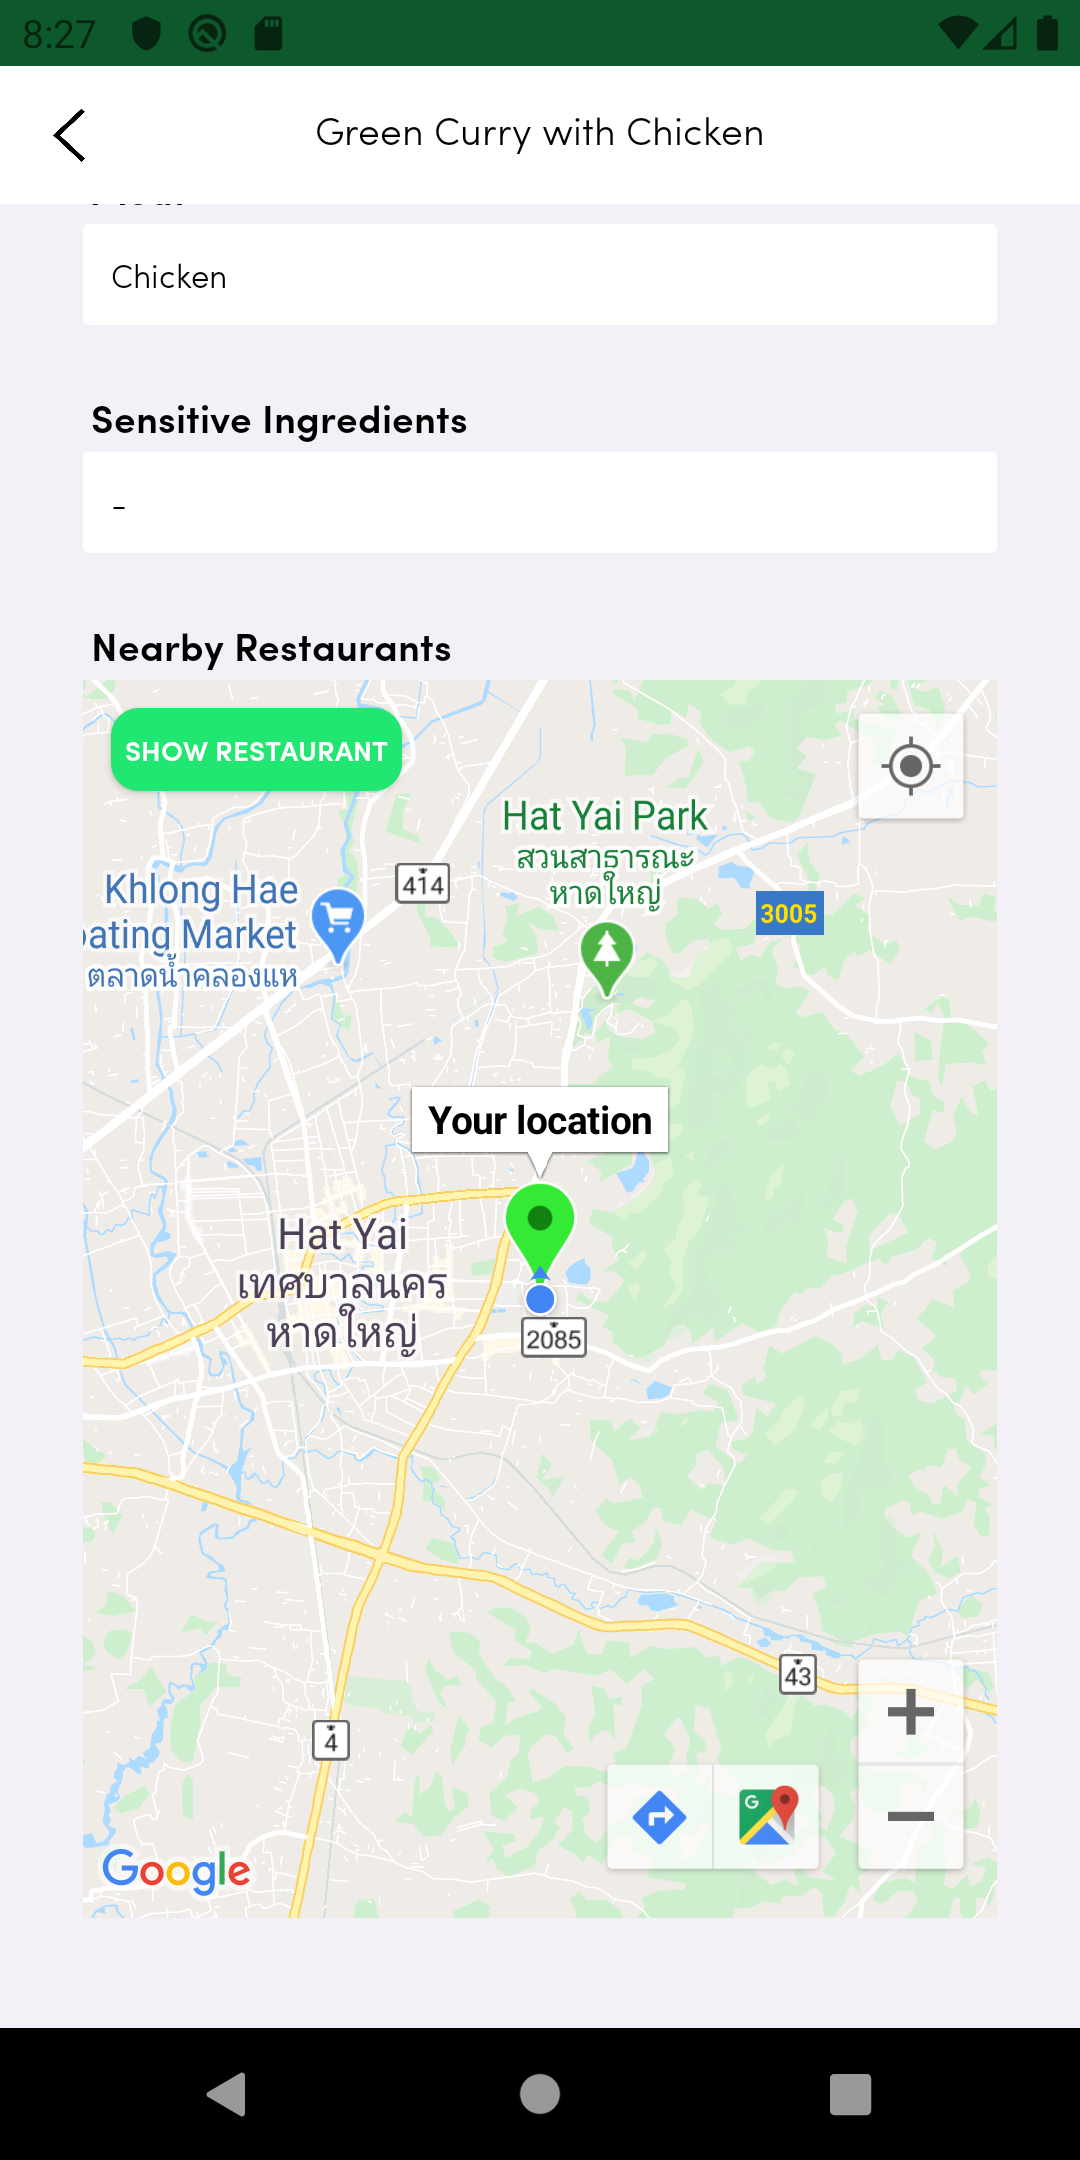 8:27
Green Curry with Chicken
Chicken
Sensitive Ingredients
-
Nearby Restaurants
SHOW RESTAURANT
Hat Yai Park
สวนสาธารณะ
หาดใหญ่
414
3005
Khlong Hae
ating Market
ตลาดน้ำคลองแห
Your location
Hat Yai
เทศบาลนคร
หาดใหญ่
2085
43
4
G
Google